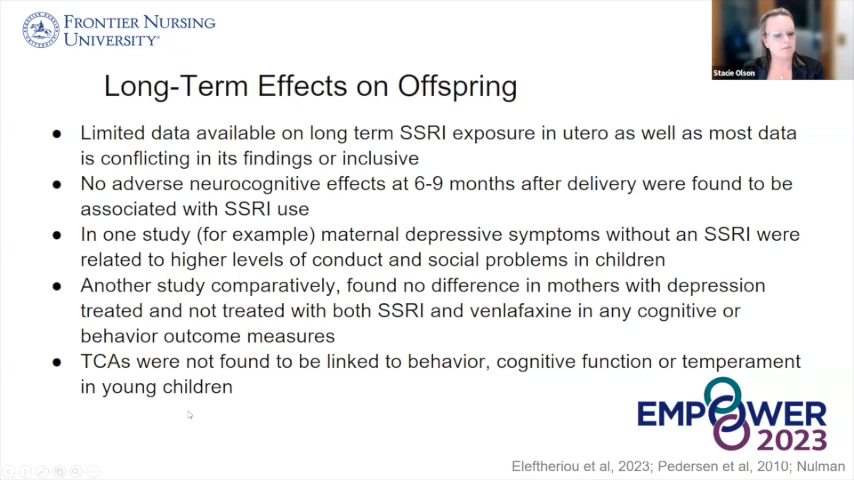 FRONTIER NURSING
UNIVERSITY®
Stacie Olson
Long-Term Effects on Offspring
● Limited data available on long term SSRI exposure in utero as well as most data
is conflicting in its findings or inclusive
● No adverse neurocognitive effects at 6-9 months after delivery were found to be
associated with SSRI use
● In one study (for example) maternal depressive symptoms without an SSRI were
related to higher levels of conduct and social problems in children
● Another study comparatively, found no difference in mothers with depression
treated and not treated with both SSRI and venlafaxine in any cognitive or
behavior outcome measures
● TCAs were not found to be linked to behavior, cognitive function or temperament
in young children
EMPOWER
2023
Eleftheriou et al, 2023; Pedersen et al, 2010; Nulman